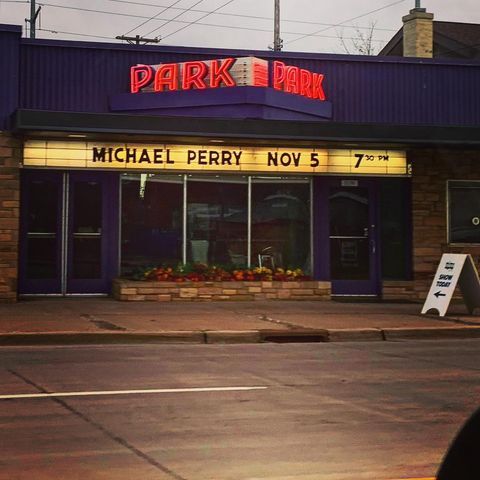 PARK PARK
MICHAEL PERRY NOV 5 7 30 PM
SHOW
TODAY